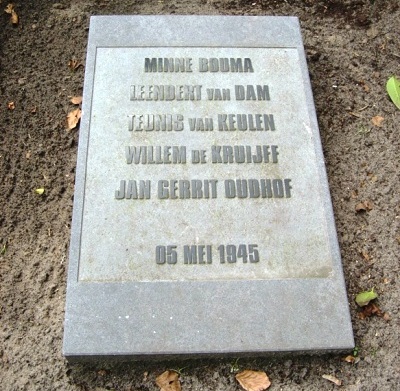 MINNE BOUMA
LEENDERT VAN DAM
TEUNIS VAN KEULEN
WILLEM DE KRUIJFF
JAN GERRIT OUDHOF
05 MEI 1945